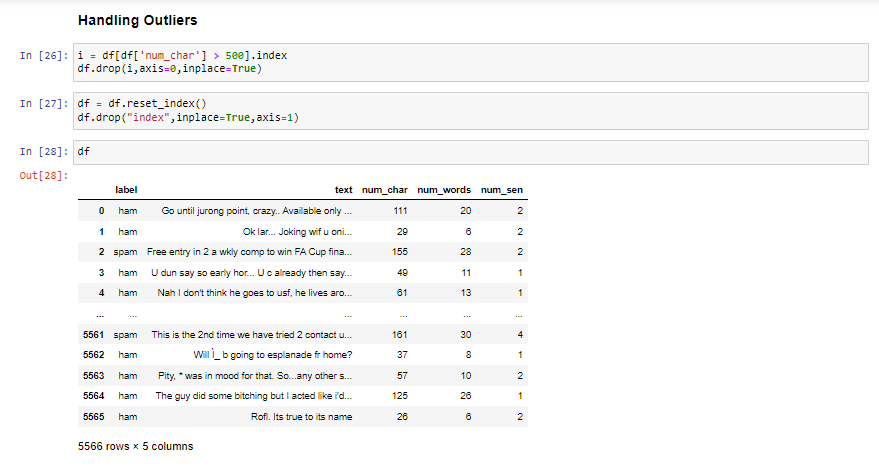 Handling Outliers
In [26]: i = df[df['num_char'] > 500].index
df.drop(i,axis=0,inplace=True)
In [27]: df = df.reset_index()
df.drop("index",inplace=True,axis=1)
In [28]: df
Out[28]:
label text num_char num_words num_sen
0 ham Go until jurong point, crazy.. Available only ... 111 20 2
1 ham Ok lar... Joking wif u oni... 29 6 2
2 spam Free entry in 2 a wkly comp to win FA Cup fina... 155 28 2
3 ham U dun say so early hor... U c already then say... 49 11 1
4 ham Nah I don't think he goes to usf, he lives aro... 61 13 1
... ... ... ... ... ...
5561 spam This is the 2nd time we have tried 2 contact u... 161 30 4
5562 ham Will Ì_ b going to esplanade fr home? 37 8 1
5563 ham Pity, * was in mood for that. So...any other s... 57 10 2
5564 ham The guy did some bitching but I acted like i'd... 125 26 1
5565 ham Rofl. Its true to its name 26 6 2
5566 rows × 5 columns